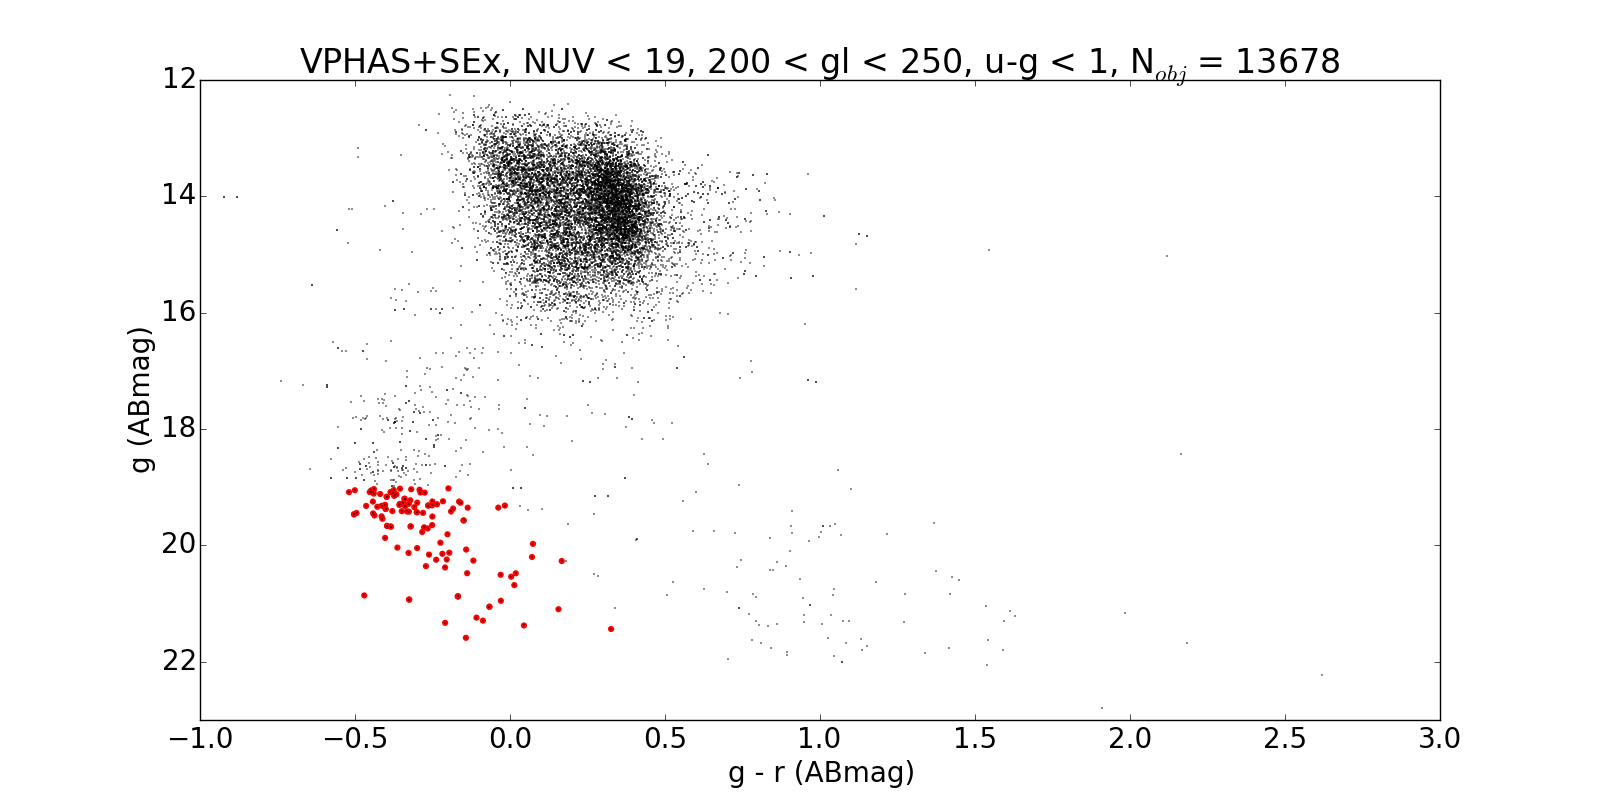 VPHAS+SEx, NUV < 19, 200 < gl < 250, u-g < 1, N_obj = 13678
12
14
16
18
20
22
g (ABmag)
−1.0 −0.5 0.0 0.5 1.0 1.5 2.0 2.5 3.0
g - r (ABmag)